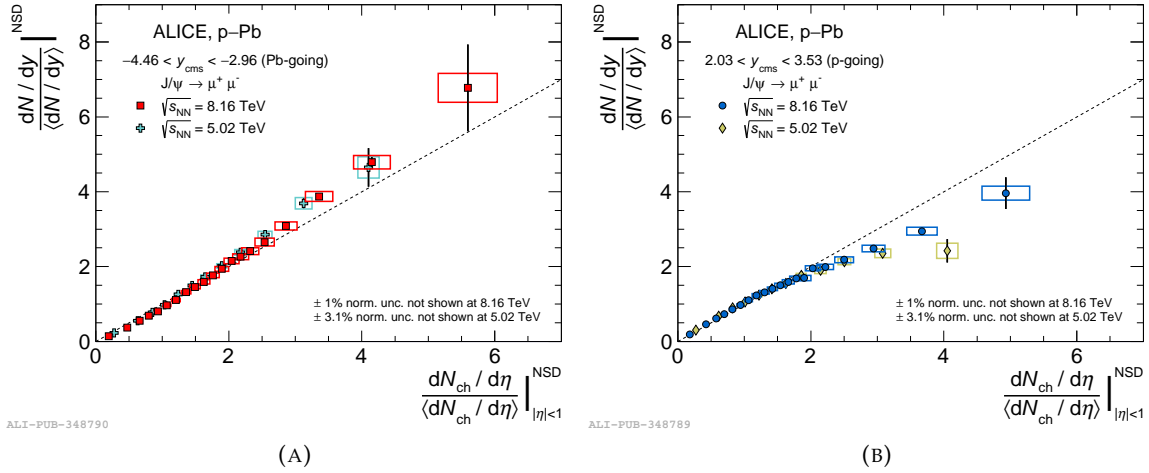 ALICE, p–Pb
−4.46 < y_cms < −2.96 (Pb-going)
J/ψ → μ⁺ μ⁻
√s_NN = 8.16 TeV
√s_NN = 5.02 TeV
± 1% norm. unc. not shown at 8.16 TeV
± 3.1% norm. unc. not shown at 5.02 TeV
dN / dy
⟨dN / dy⟩
NSD
8
6
4
2
0
0 2 4 6
dN_ch / dη
⟨dN_ch / dη⟩
NSD
|η|<1
ALI-PUB-348790
(A)
ALICE, p–Pb
2.03 < y_cms < 3.53 (p-going)
J/ψ → μ⁺ μ⁻
√s_NN = 8.16 TeV
√s_NN = 5.02 TeV
± 1% norm. unc. not shown at 8.16 TeV
± 3.1% norm. unc. not shown at 5.02 TeV
dN / dy
⟨dN / dy⟩
NSD
8
6
4
2
0
0 2 4 6
dN_ch / dη
⟨dN_ch / dη⟩
NSD
|η|<1
ALI-PUB-348789
(B)